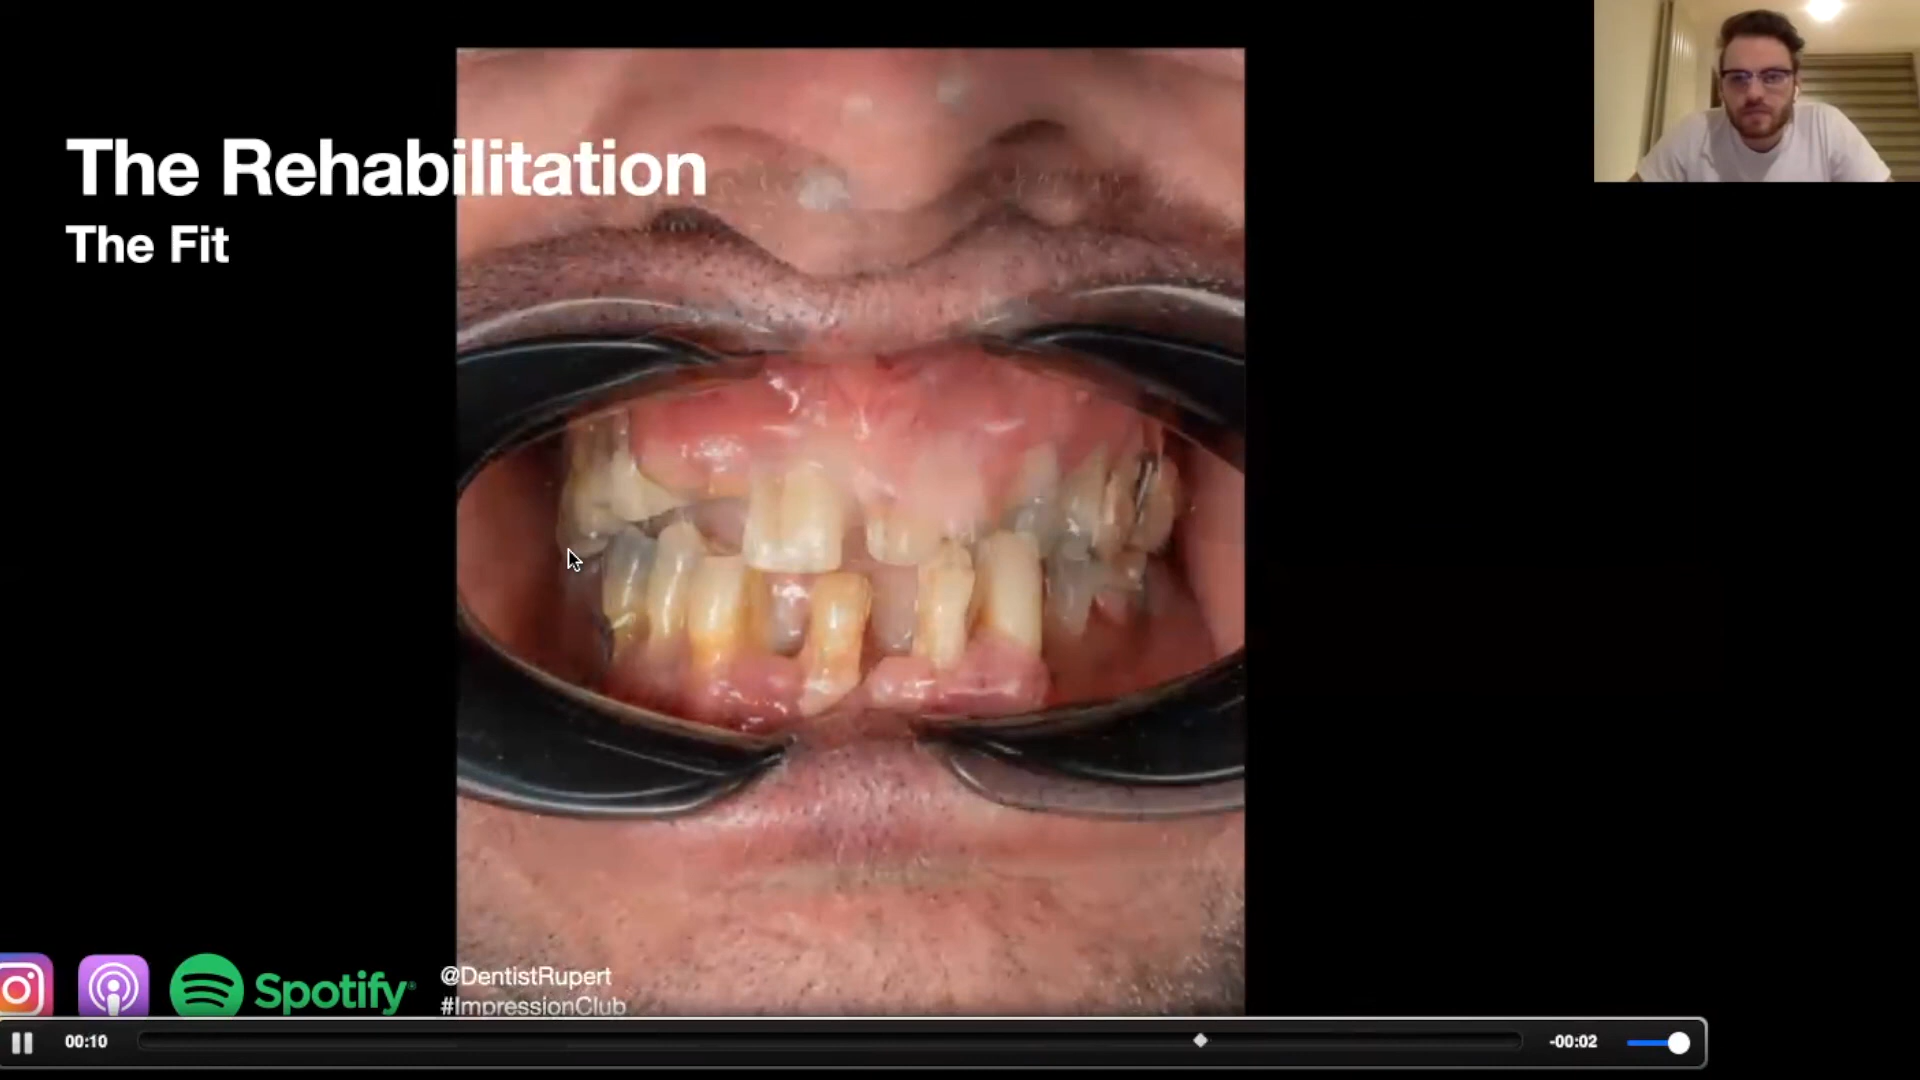 The Rehabilitation
The Fit
Spotify
@DentistRupert
#ImpressionClub
00:10
-00:02